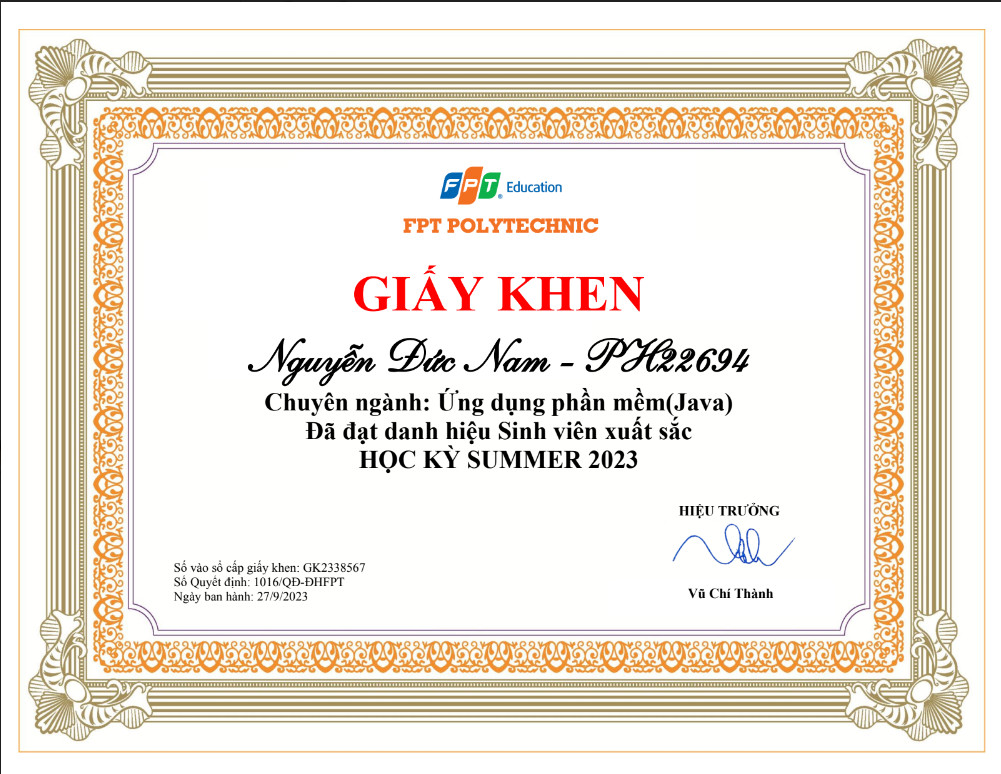 FPT Education
FPT POLYTECHNIC
GIẤY KHEN
Nguyễn Đức Nam - PH22694
Chuyên ngành: Ứng dụng phần mềm(Java)
Đã đạt danh hiệu Sinh viên xuất sắc
HỌC KỲ SUMMER 2023
HIỆU TRƯỞNG
Số vào sổ cấp giấy khen: GK2338567
Số Quyết định: 1016/QĐ-ĐHFPT
Ngày ban hành: 27/9/2023
Vũ Chí Thành